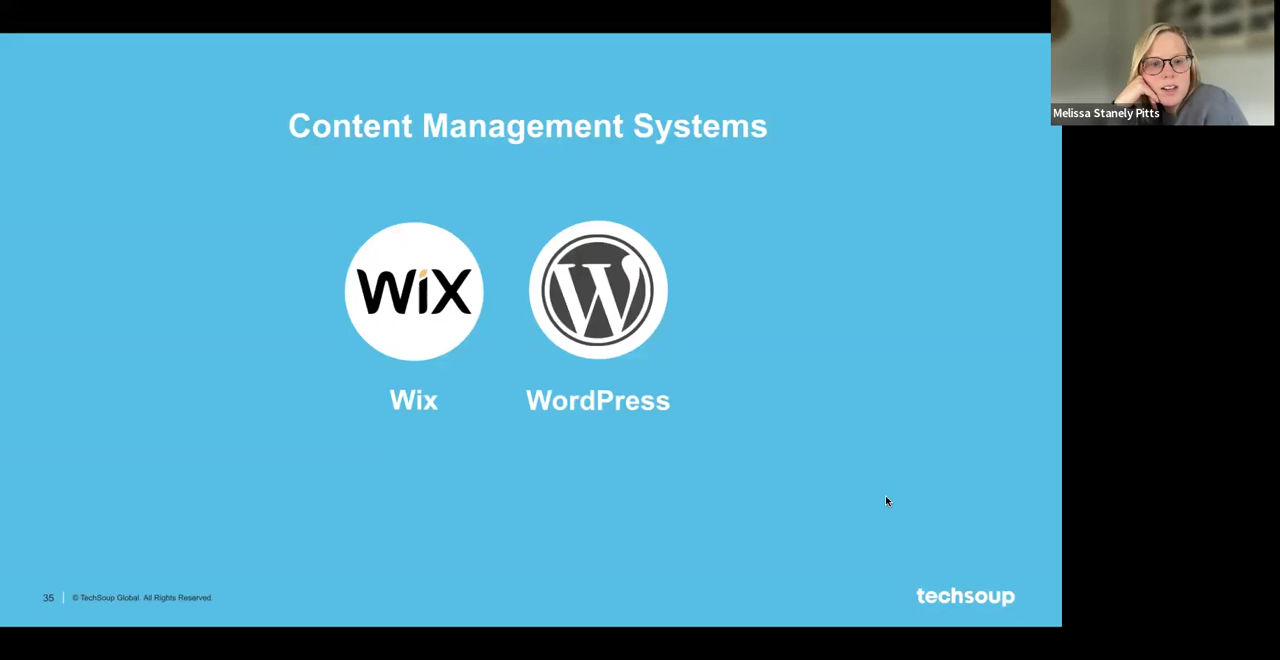 Melissa Stanely Pitts
Content Management Systems
WiX
W
Wix
WordPress
35
© TechSoup Global. All Rights Reserved.
techsoup